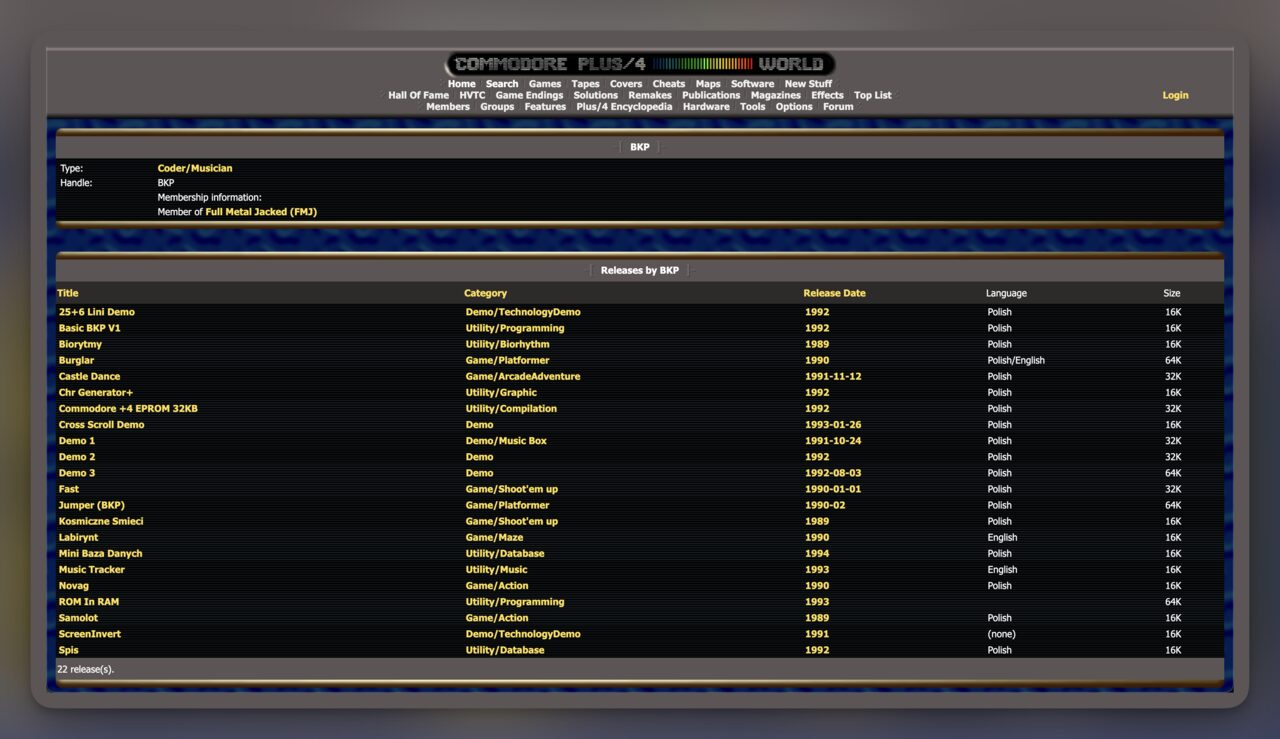 COMMODORE PLUS/4 WORLD
Home Search Games Tapes Covers Cheats Maps Software New Stuff
Hall Of Fame HVTC Game Endings Solutions Remakes Publications Magazines Effects Top List
Login
Members Groups Features Plus/4 Encyclopedia Hardware Tools Options Forum
BKP
Type: Coder/Musician
Handle: BKP
Membership information:
Member of Full Metal Jacked (FMJ)
Releases by BKP
Title Category Release Date Language Size
25+6 Lini Demo Demo/TechnologyDemo 1992 Polish 16K
Basic BKP V1 Utility/Programming 1992 Polish 16K
Biorytmy Utility/Biorhythm 1989 Polish 16K
Burglar Game/Platformer 1990 Polish/English 64K
Castle Dance Game/ArcadeAdventure 1991-11-12 Polish 32K
Chr Generator+ Utility/Graphic 1992 Polish 16K
Commodore +4 EPROM 32KB Utility/Compilation 1992 Polish 32K
Cross Scroll Demo Demo 1993-01-26 Polish 16K
Demo 1 Demo/Music Box 1991-10-24 Polish 32K
Demo 2 Demo 1992 Polish 32K
Demo 3 Demo 1992-08-03 Polish 64K
Fast Game/Shoot'em up 1990-01-01 Polish 32K
Jumper (BKP) Game/Platformer 1990-02 Polish 64K
Kosmiczne Smieci Game/Shoot'em up 1989 Polish 16K
Labirynt Game/Maze 1990 English 16K
Mini Baza Danych Utility/Database 1994 Polish 16K
Music Tracker Utility/Music 1993 English 16K
Novag Game/Action 1990 Polish 16K
ROM In RAM Utility/Programming 1993 64K
Samolot Game/Action 1989 Polish 16K
ScreenInvert Demo/TechnologyDemo 1991 (none) 16K
Spis Utility/Database 1992 Polish 16K
22 release(s).